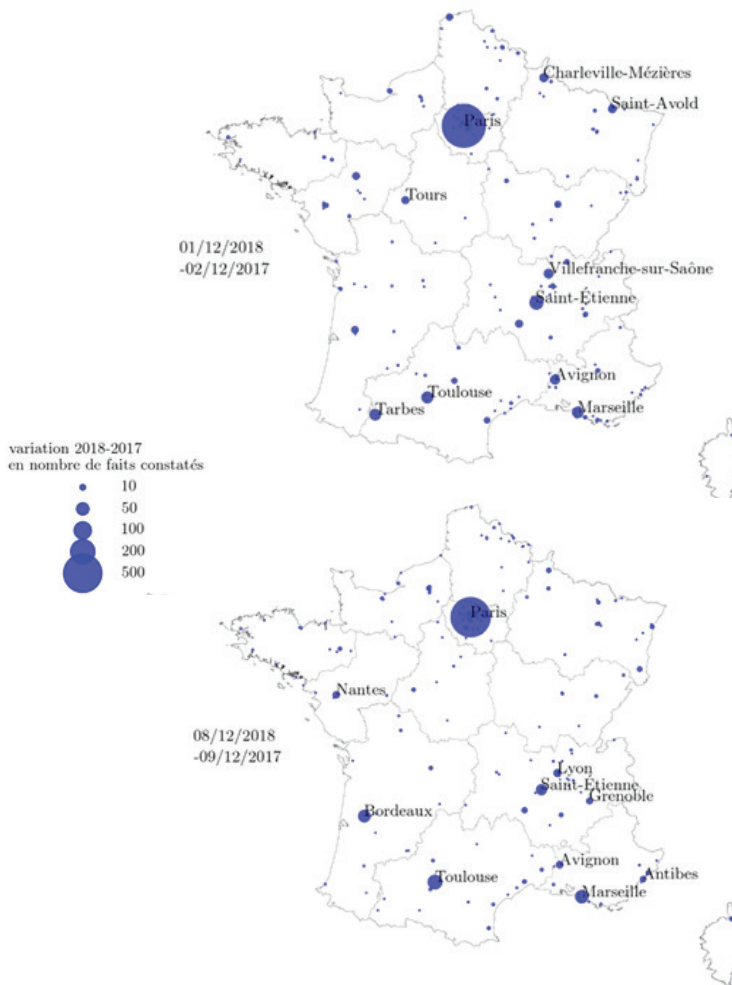 Charleville-Mézières
Saint-Avold
Paris
Tours
01/12/2018
-02/12/2017
Villefranche-sur-Saône
Saint-Étienne
Avignon
Toulouse
Tarbes
Marseille
variation 2018-2017
en nombre de faits constatés
10
50
100
200
500
Paris
Nantes
08/12/2018
-09/12/2017
Lyon
Saint-Étienne
Grenoble
Bordeaux
Avignon
Toulouse
Antibes
Marseille